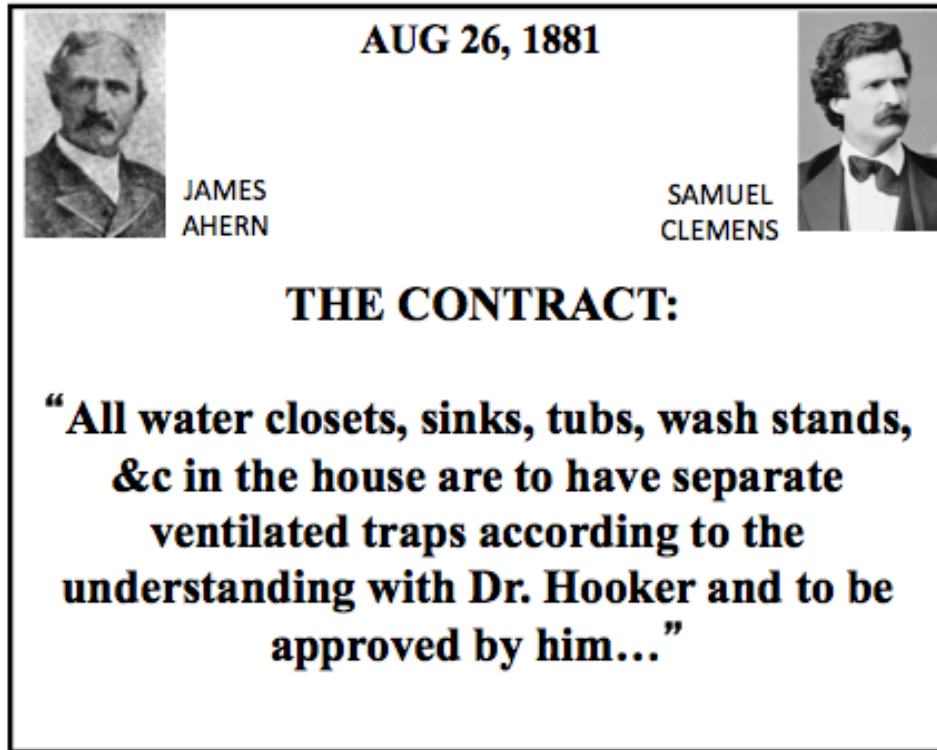 AUG 26, 1881
JAMES
AHERN
SAMUEL
CLEMENS
THE CONTRACT:
“All water closets, sinks, tubs, wash stands,
&c in the house are to have separate
ventilated traps according to the
understanding with Dr. Hooker and to be
approved by him…”